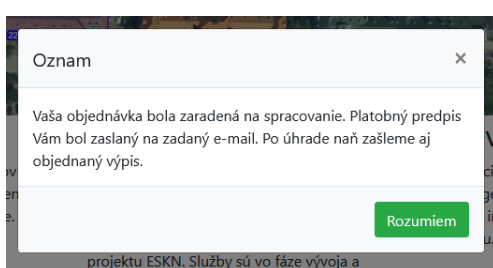 22
Oznam
×
Vaša objednávka bola zaradená na spracovanie. Platobný predpis
Vám bol zaslaný na zadaný e-mail. Po úhrade naň zašleme aj
objednaný výpis.
Rozumiem
projektu ESKN. Služby sú vo fáze vývoja a